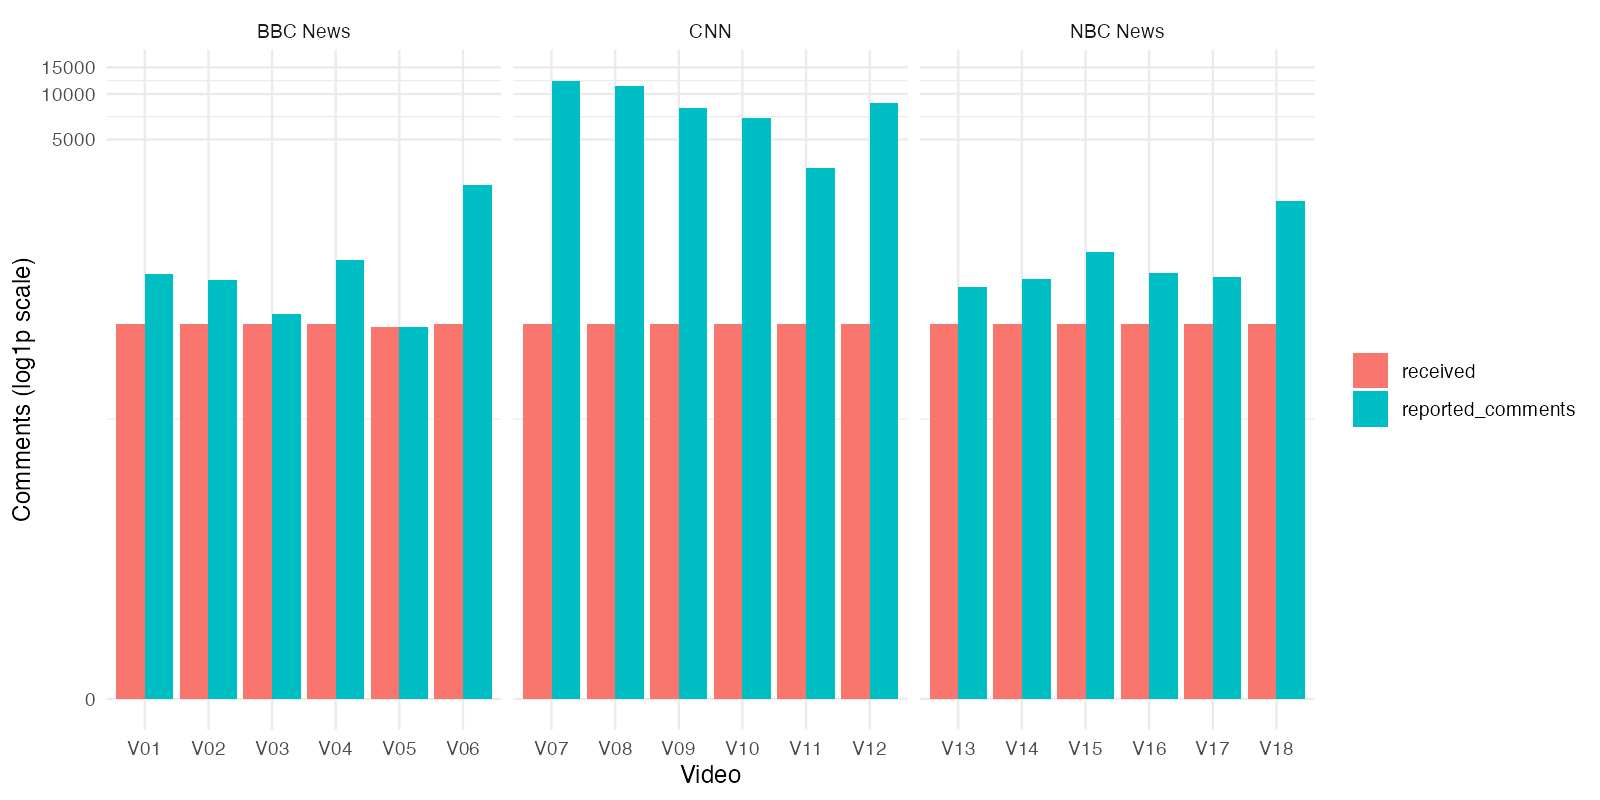 BBC News CNN NBC News
15000
10000
5000
0
Comments (log1p scale)
V01 V02 V03 V04 V05 V06 V07 V08 V09 V10 V11 V12 V13 V14 V15 V16 V17 V18
Video
received
reported_comments